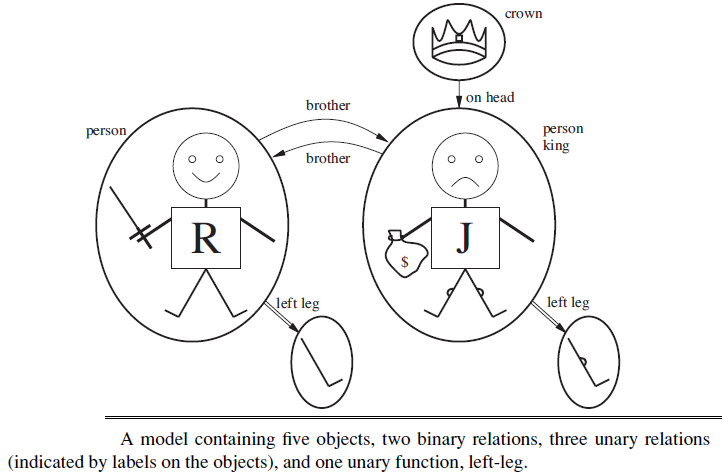 crown
on head
brother
person
person
king
brother
R
J
$
left leg
left leg
A model containing five objects, two binary relations, three unary relations
(indicated by labels on the objects), and one unary function, left-leg.